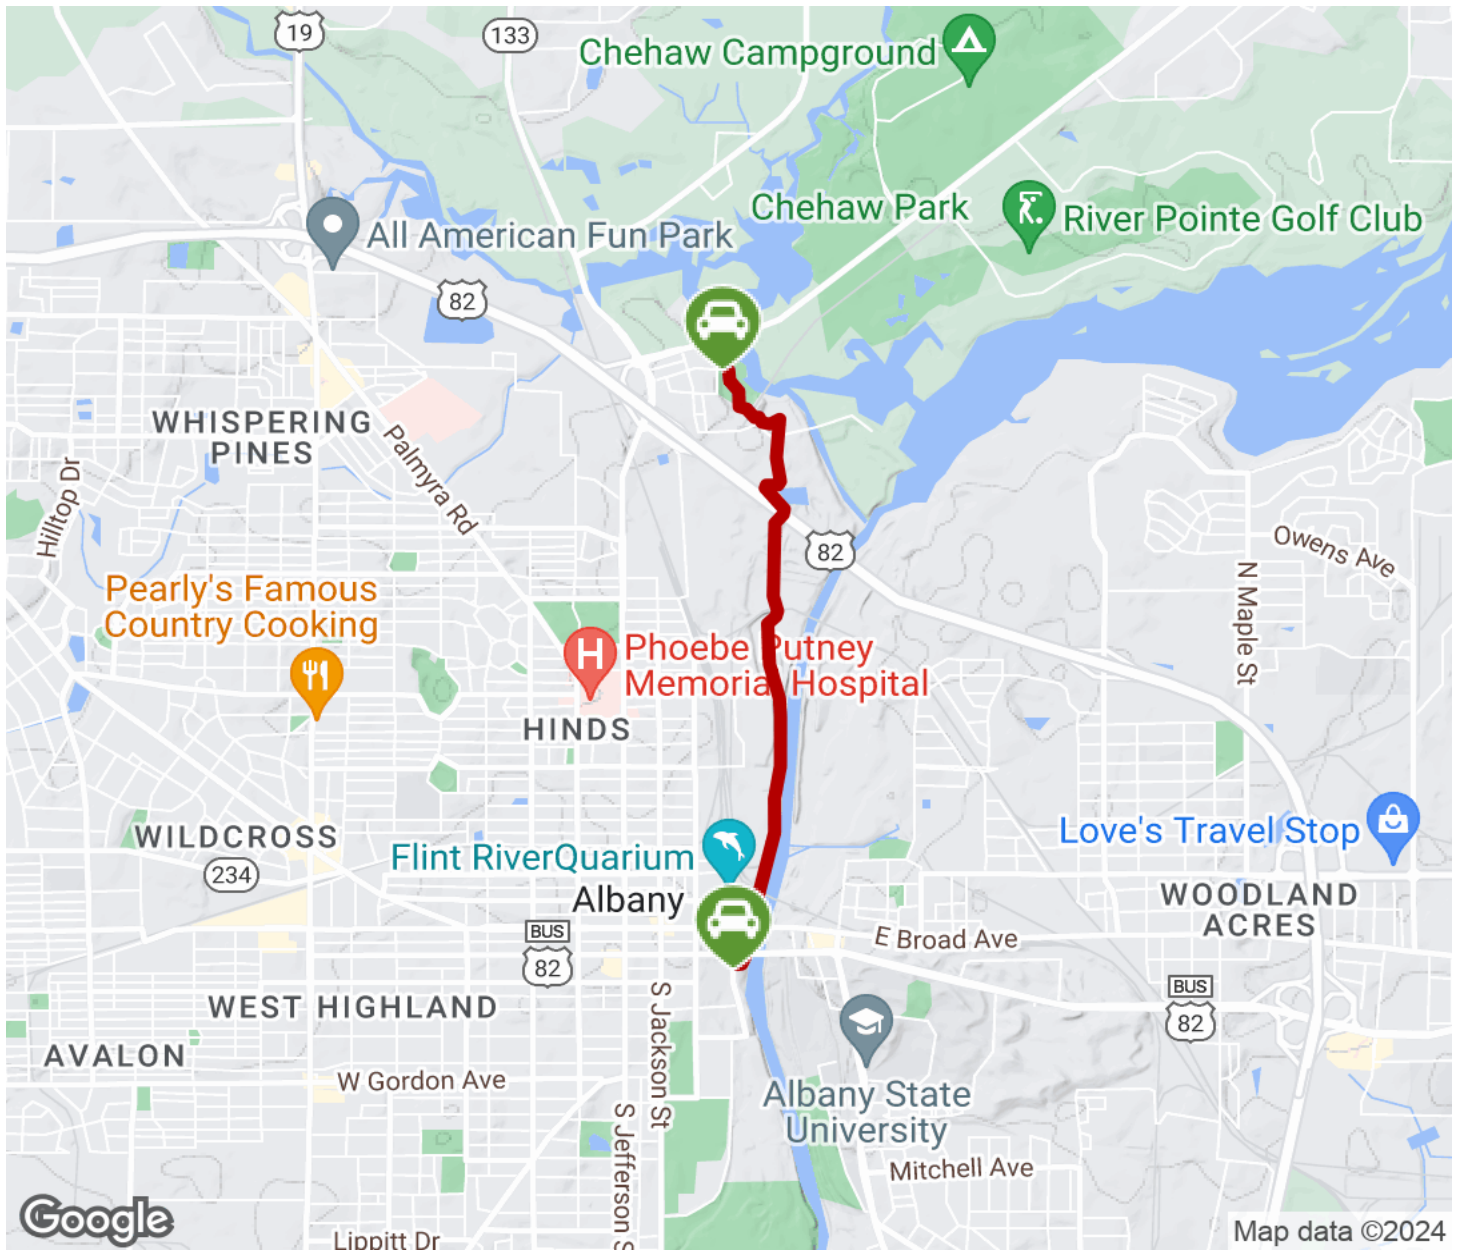 19
133
Chehaw Campground
Chehaw Park
River Pointe Golf Club
All American Fun Park
82
WHISPERING
PINES
Palmyra Rd
Hilltop Dr
82
Owens Ave
N Maple St
Pearly's Famous
Country Cooking
H
Phoebe Putney
Memorial Hospital
HINDS
WILDCROSS
234
Flint RiverQuarium
Albany
Love's Travel Stop
WOODLAND
ACRES
BUS
82
E Broad Ave
BUS
82
WEST HIGHLAND
S Jackson St
AVALON
W Gordon Ave
S Jefferson S
Albany State
University
Mitchell Ave
Lippitt Dr
Google
Map data ©2024